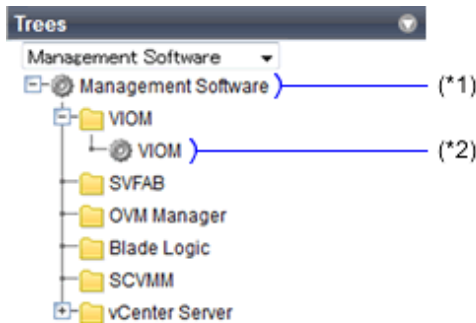 Trees
Management Software
Management Software (*1)
VIOM
VIOM (*2)
SVFAB
OVM Manager
Blade Logic
SCVMM
vCenter Server